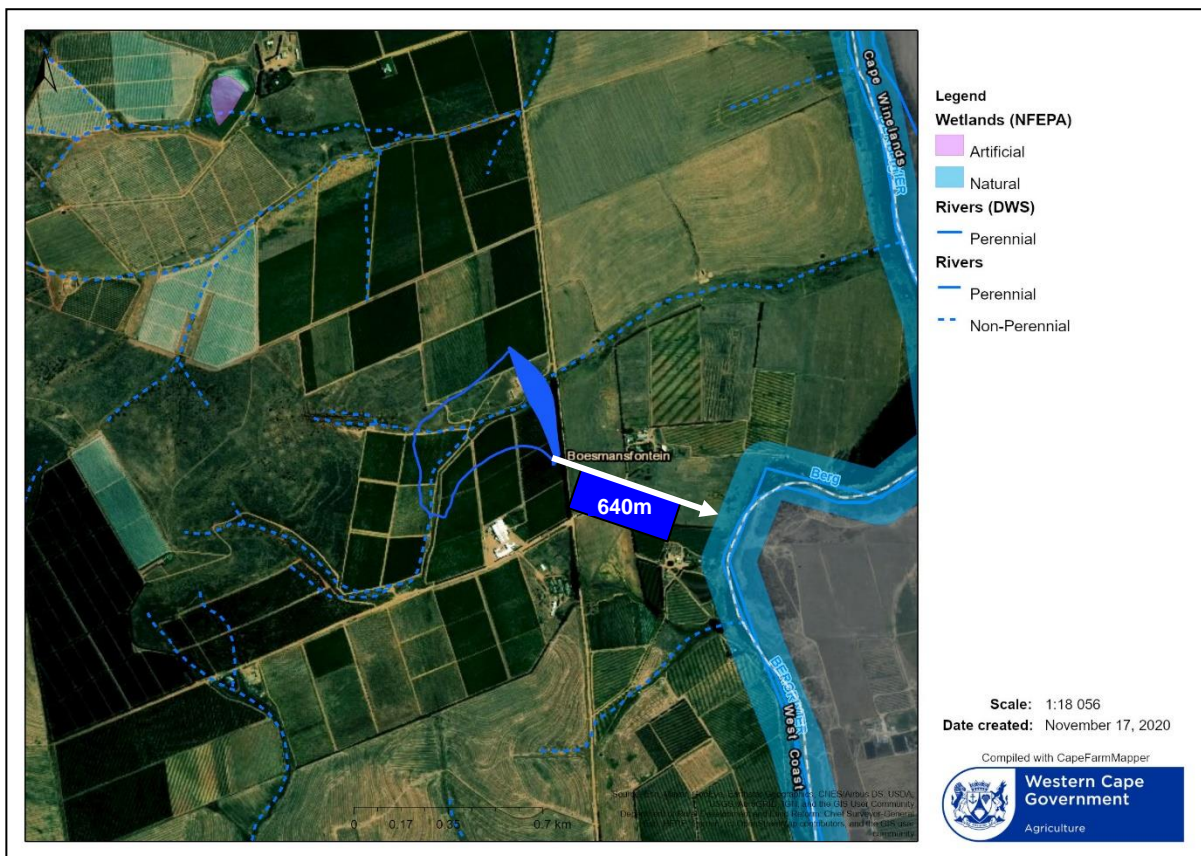 Legend
Wetlands (NFEPA)
Artificial
Natural
Rivers (DWS)
Perennial
Rivers
Perennial
Non-Perennial
Cape Winelands
Boesmansfontein
Berg
640m
West Coast
0 0.17 0.35 0.7 km
Scale: 1:18 056
Date created: November 17, 2020
Compiled with CapeFarmMapper
Western Cape
Government
Agriculture